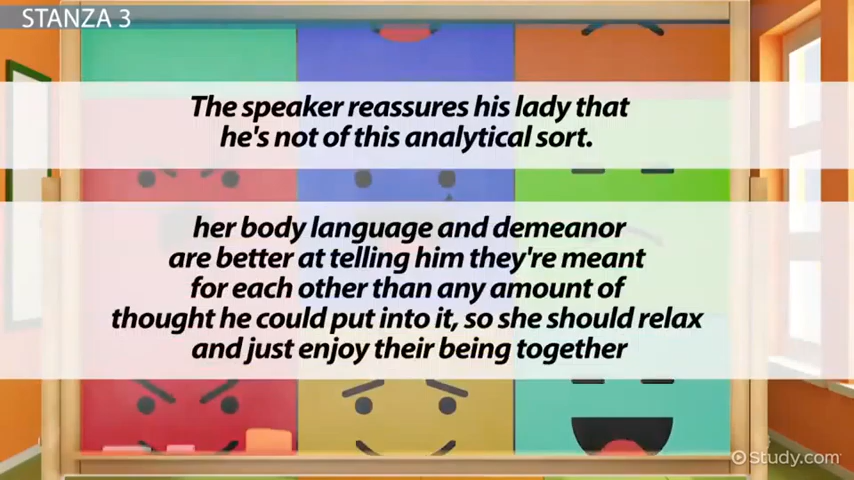 STANZA 3
The speaker reassures his lady that
he's not of this analytical sort.
her body language and demeanor
are better at telling him they're meant
for each other than any amount of
thought he could put into it, so she should relax
and just enjoy their being together
Study.com